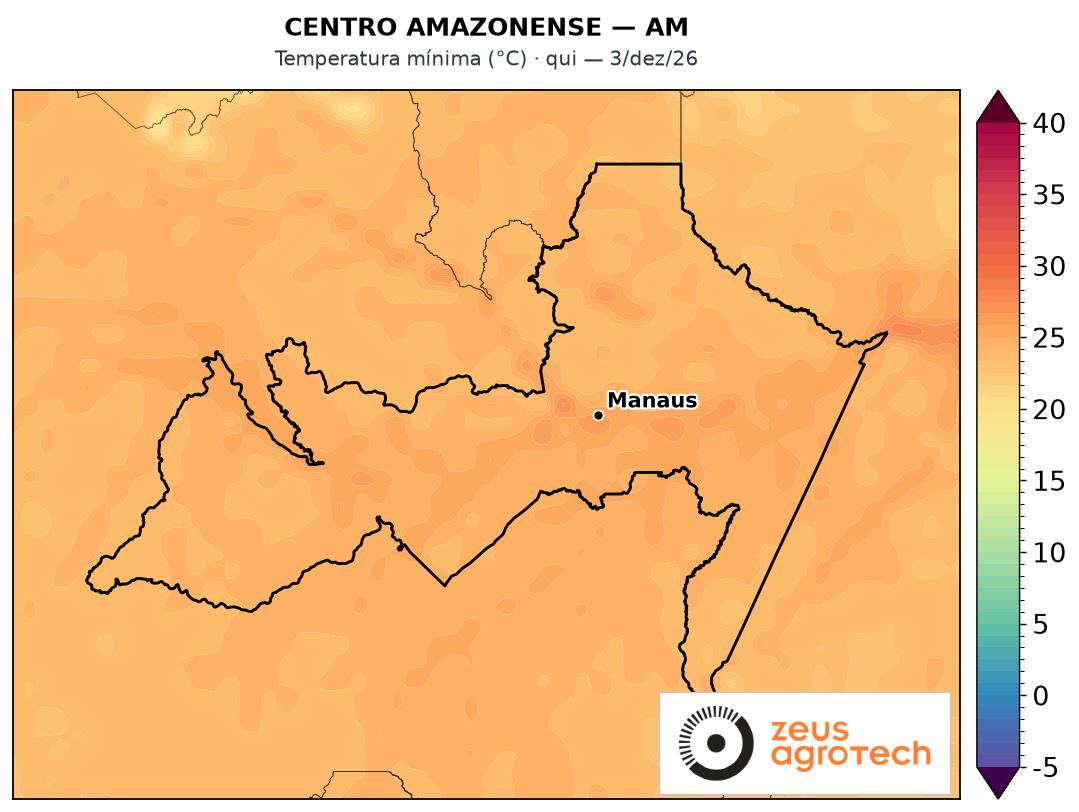 CENTRO AMAZONENSE — AM
Temperatura mínima (°C) · qui — 3/dez/26
Manaus
40
35
30
25
20
15
10
5
0
-5
zeus
agrotech